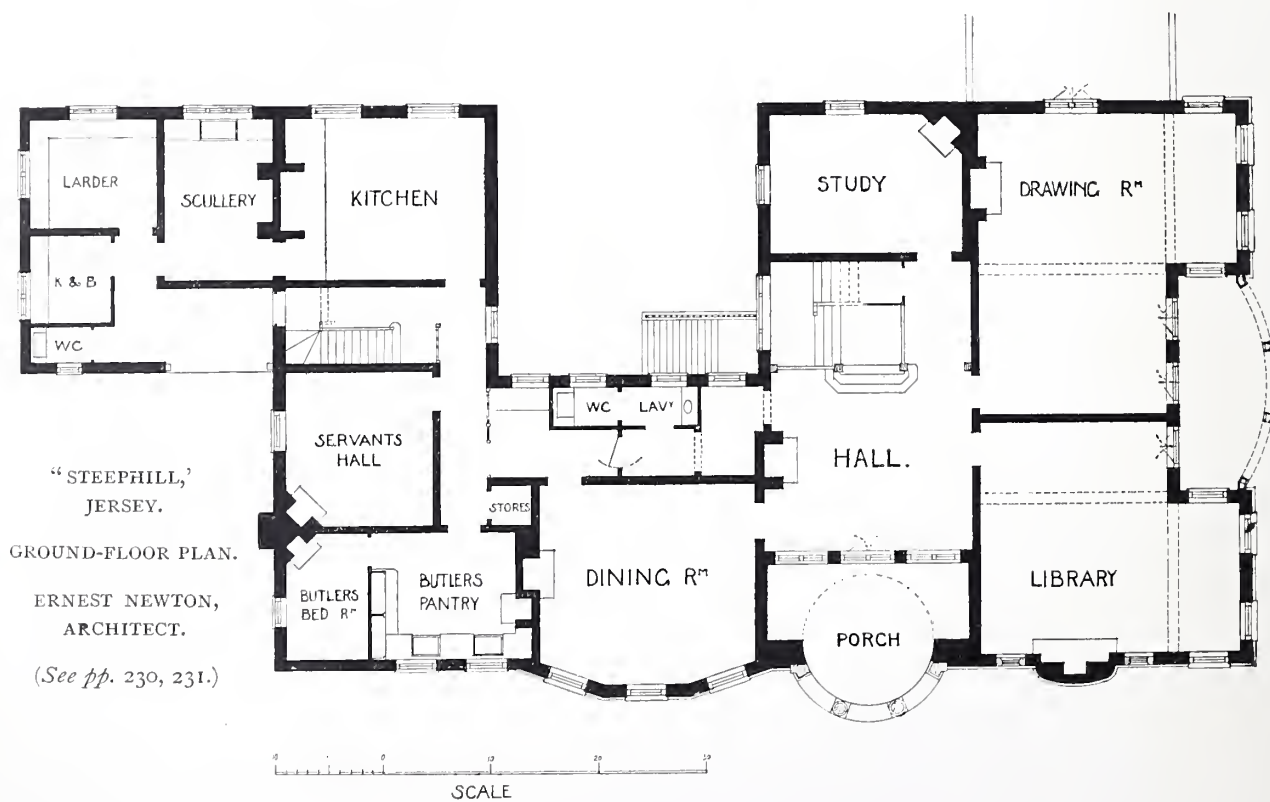 LARDER
SCULLERY
KITCHEN
STUDY
DRAWING Rᴹ
K & B
WC
SERVANTS
HALL
WC
LAVʸ
HALL.
STORES
"STEEPHILL,'
JERSEY.
GROUND-FLOOR PLAN.
ERNEST NEWTON,
ARCHITECT.
(See pp. 230, 231.)
BUTLERS
BED Rᴹ
BUTLERS
PANTRY
DINING Rᴹ
PORCH
LIBRARY
10 0 10 20 30
SCALE